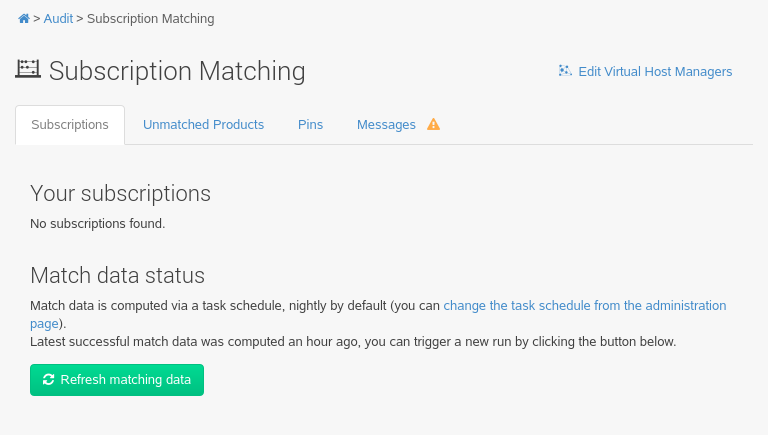 > Audit > Subscription Matching
Subscription Matching
Edit Virtual Host Managers
Subscriptions
Unmatched Products
Pins
Messages
Your subscriptions
No subscriptions found.
Match data status
Match data is computed via a task schedule, nightly by default (you can change the task schedule from the administration
page).
Latest successful match data was computed an hour ago, you can trigger a new run by clicking the button below.
Refresh matching data